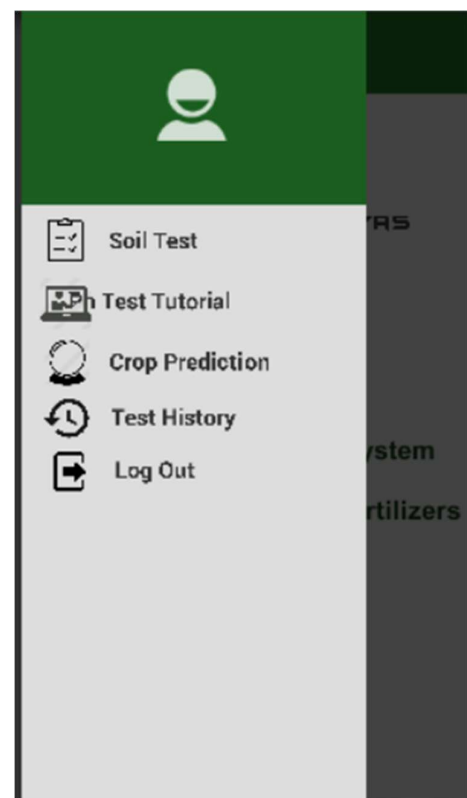 Soil Test
Ph Test Tutorial
Crop Prediction
Test History
Log Out
ystem
rtilizers